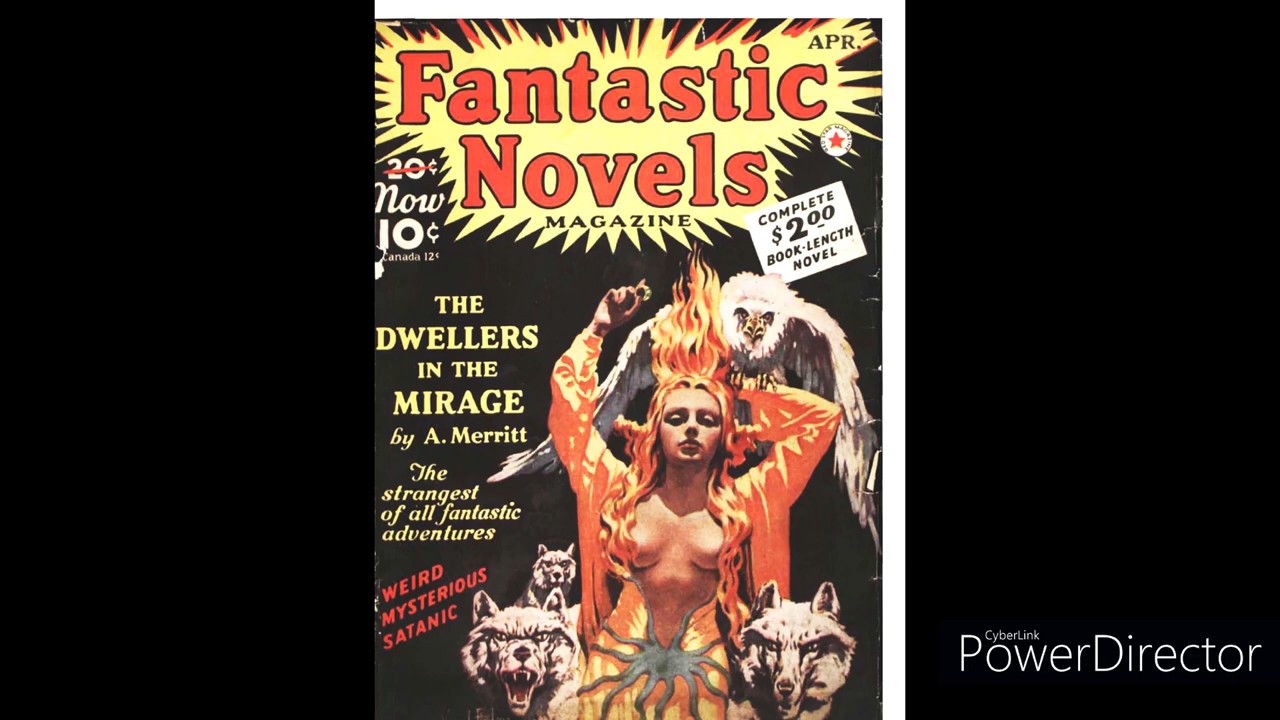 APR.
Fantastic
Novels
MAGAZINE
20¢
Now
10¢
Canada 12¢
COMPLETE
$2.00
BOOK-LENGTH
NOVEL
THE
DWELLERS
IN THE
MIRAGE
by A. Merritt
The
strangest
of all fantastic
adventures
WEIRD
MYSTERIOUS
SATANIC
CyberLink
PowerDirector